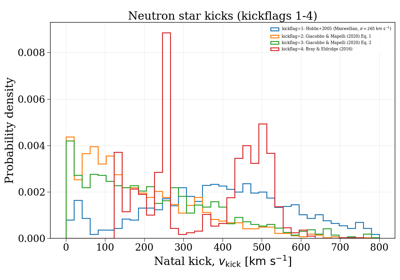 Neutron star kicks (kickflags 1-4)
kickflag=1: Hobbs+2005 (Maxwellian, σ=265 km s⁻¹)
kickflag=2: Giacobbo & Mapelli (2020) Eq. 1
kickflag=3: Giacobbo & Mapelli (2020) Eq. 2
kickflag=4: Bray & Eldridge (2016)
0.008
0.006
0.004
0.002
0.000
Probability density
0 100 200 300 400 500 600 700 800
Natal kick, v_kick [km s⁻¹]